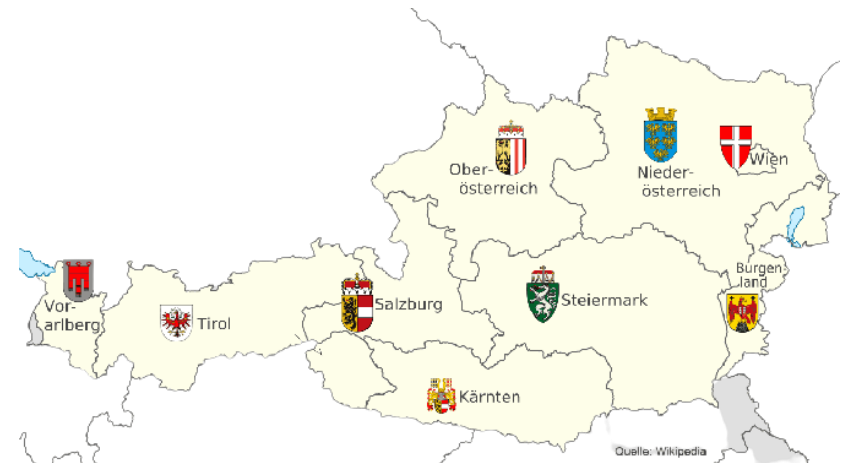 Ober-
österreich
Nieder-
österreich
Wien
Vor-
arlberg
Tirol
Salzburg
Steiermark
Burgen-
land
Kärnten
Quelle: Wikipedia